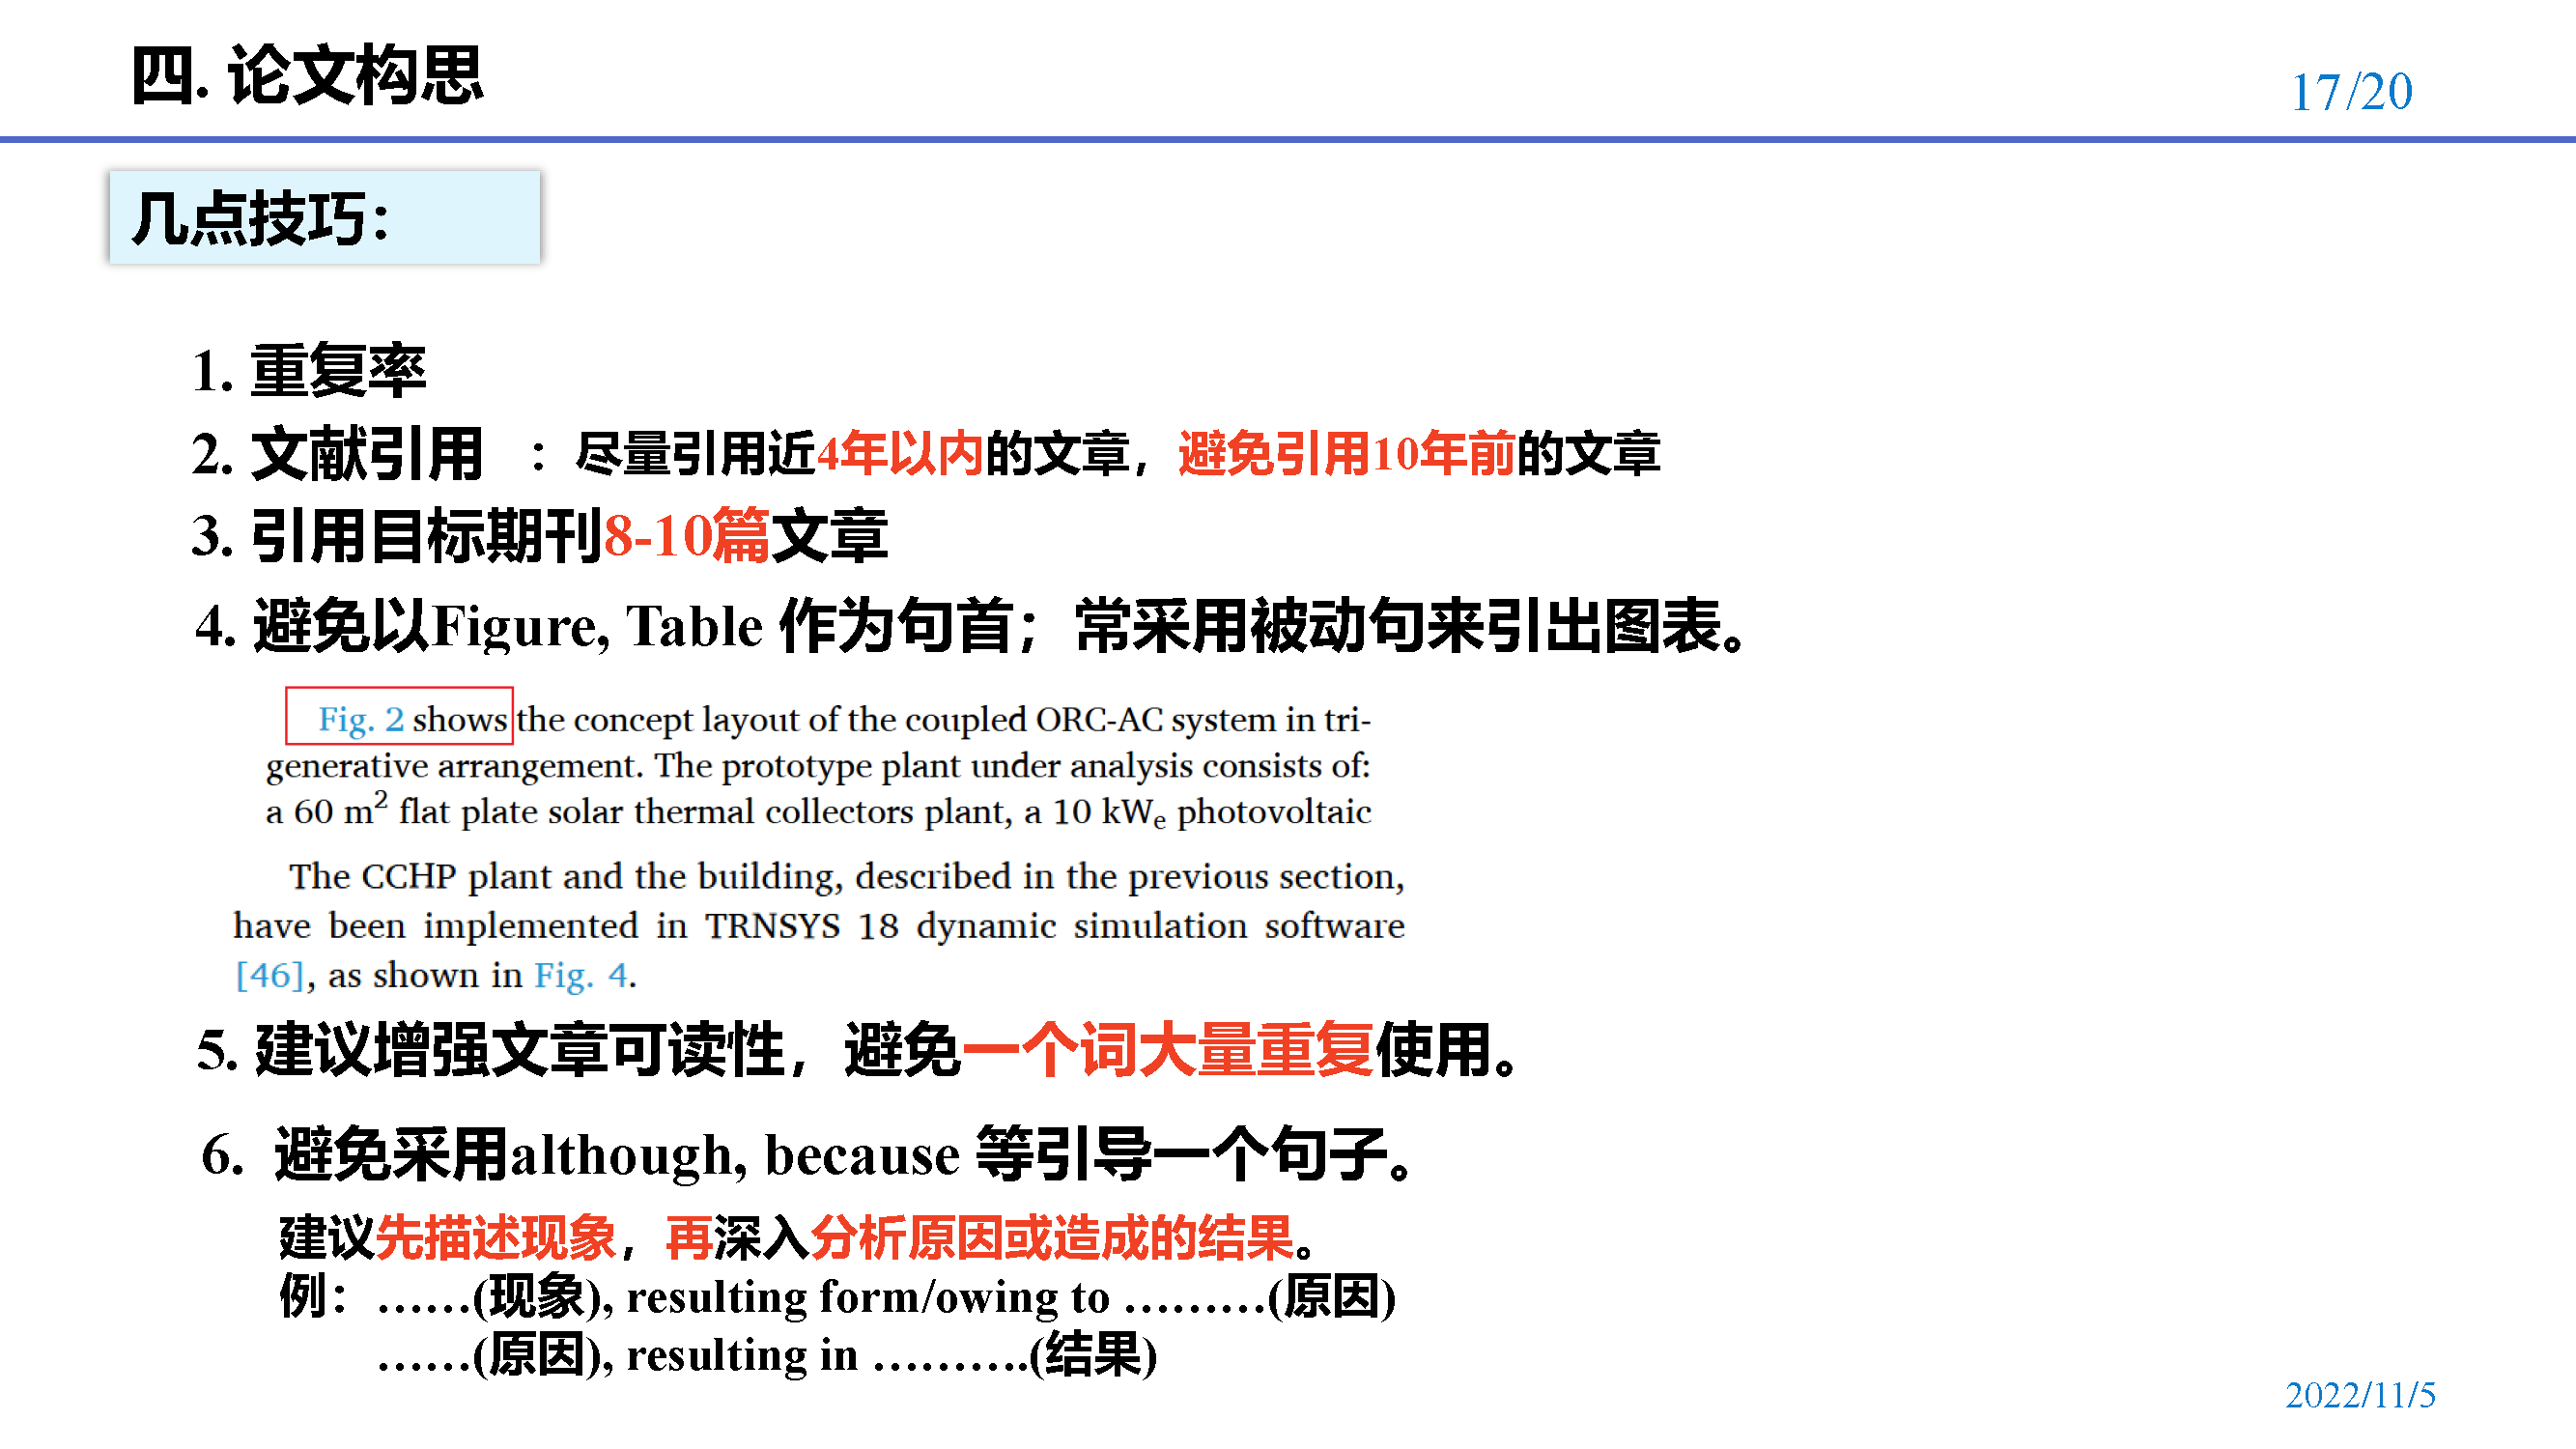 四. 论文构思
17/20
几点技巧：
1. 重复率
2. 文献引用 ：尽量引用近4年以内的文章，避免引用10年前的文章
3. 引用目标期刊8-10篇文章
4. 避免以Figure, Table 作为句首；常采用被动句来引出图表。
Fig. 2 shows the concept layout of the coupled ORC-AC system in tri-
generative arrangement. The prototype plant under analysis consists of:
a 60 m² flat plate solar thermal collectors plant, a 10 kWₑ photovoltaic
The CCHP plant and the building, described in the previous section,
have been implemented in TRNSYS 18 dynamic simulation software
[46], as shown in Fig. 4.
5. 建议增强文章可读性，避免一个词大量重复使用。
6. 避免采用although, because 等引导一个句子。
建议先描述现象，再深入分析原因或造成的结果。
例：……(现象), resulting form/owing to ………(原因)
……(原因), resulting in ……….(结果)
2022/11/5